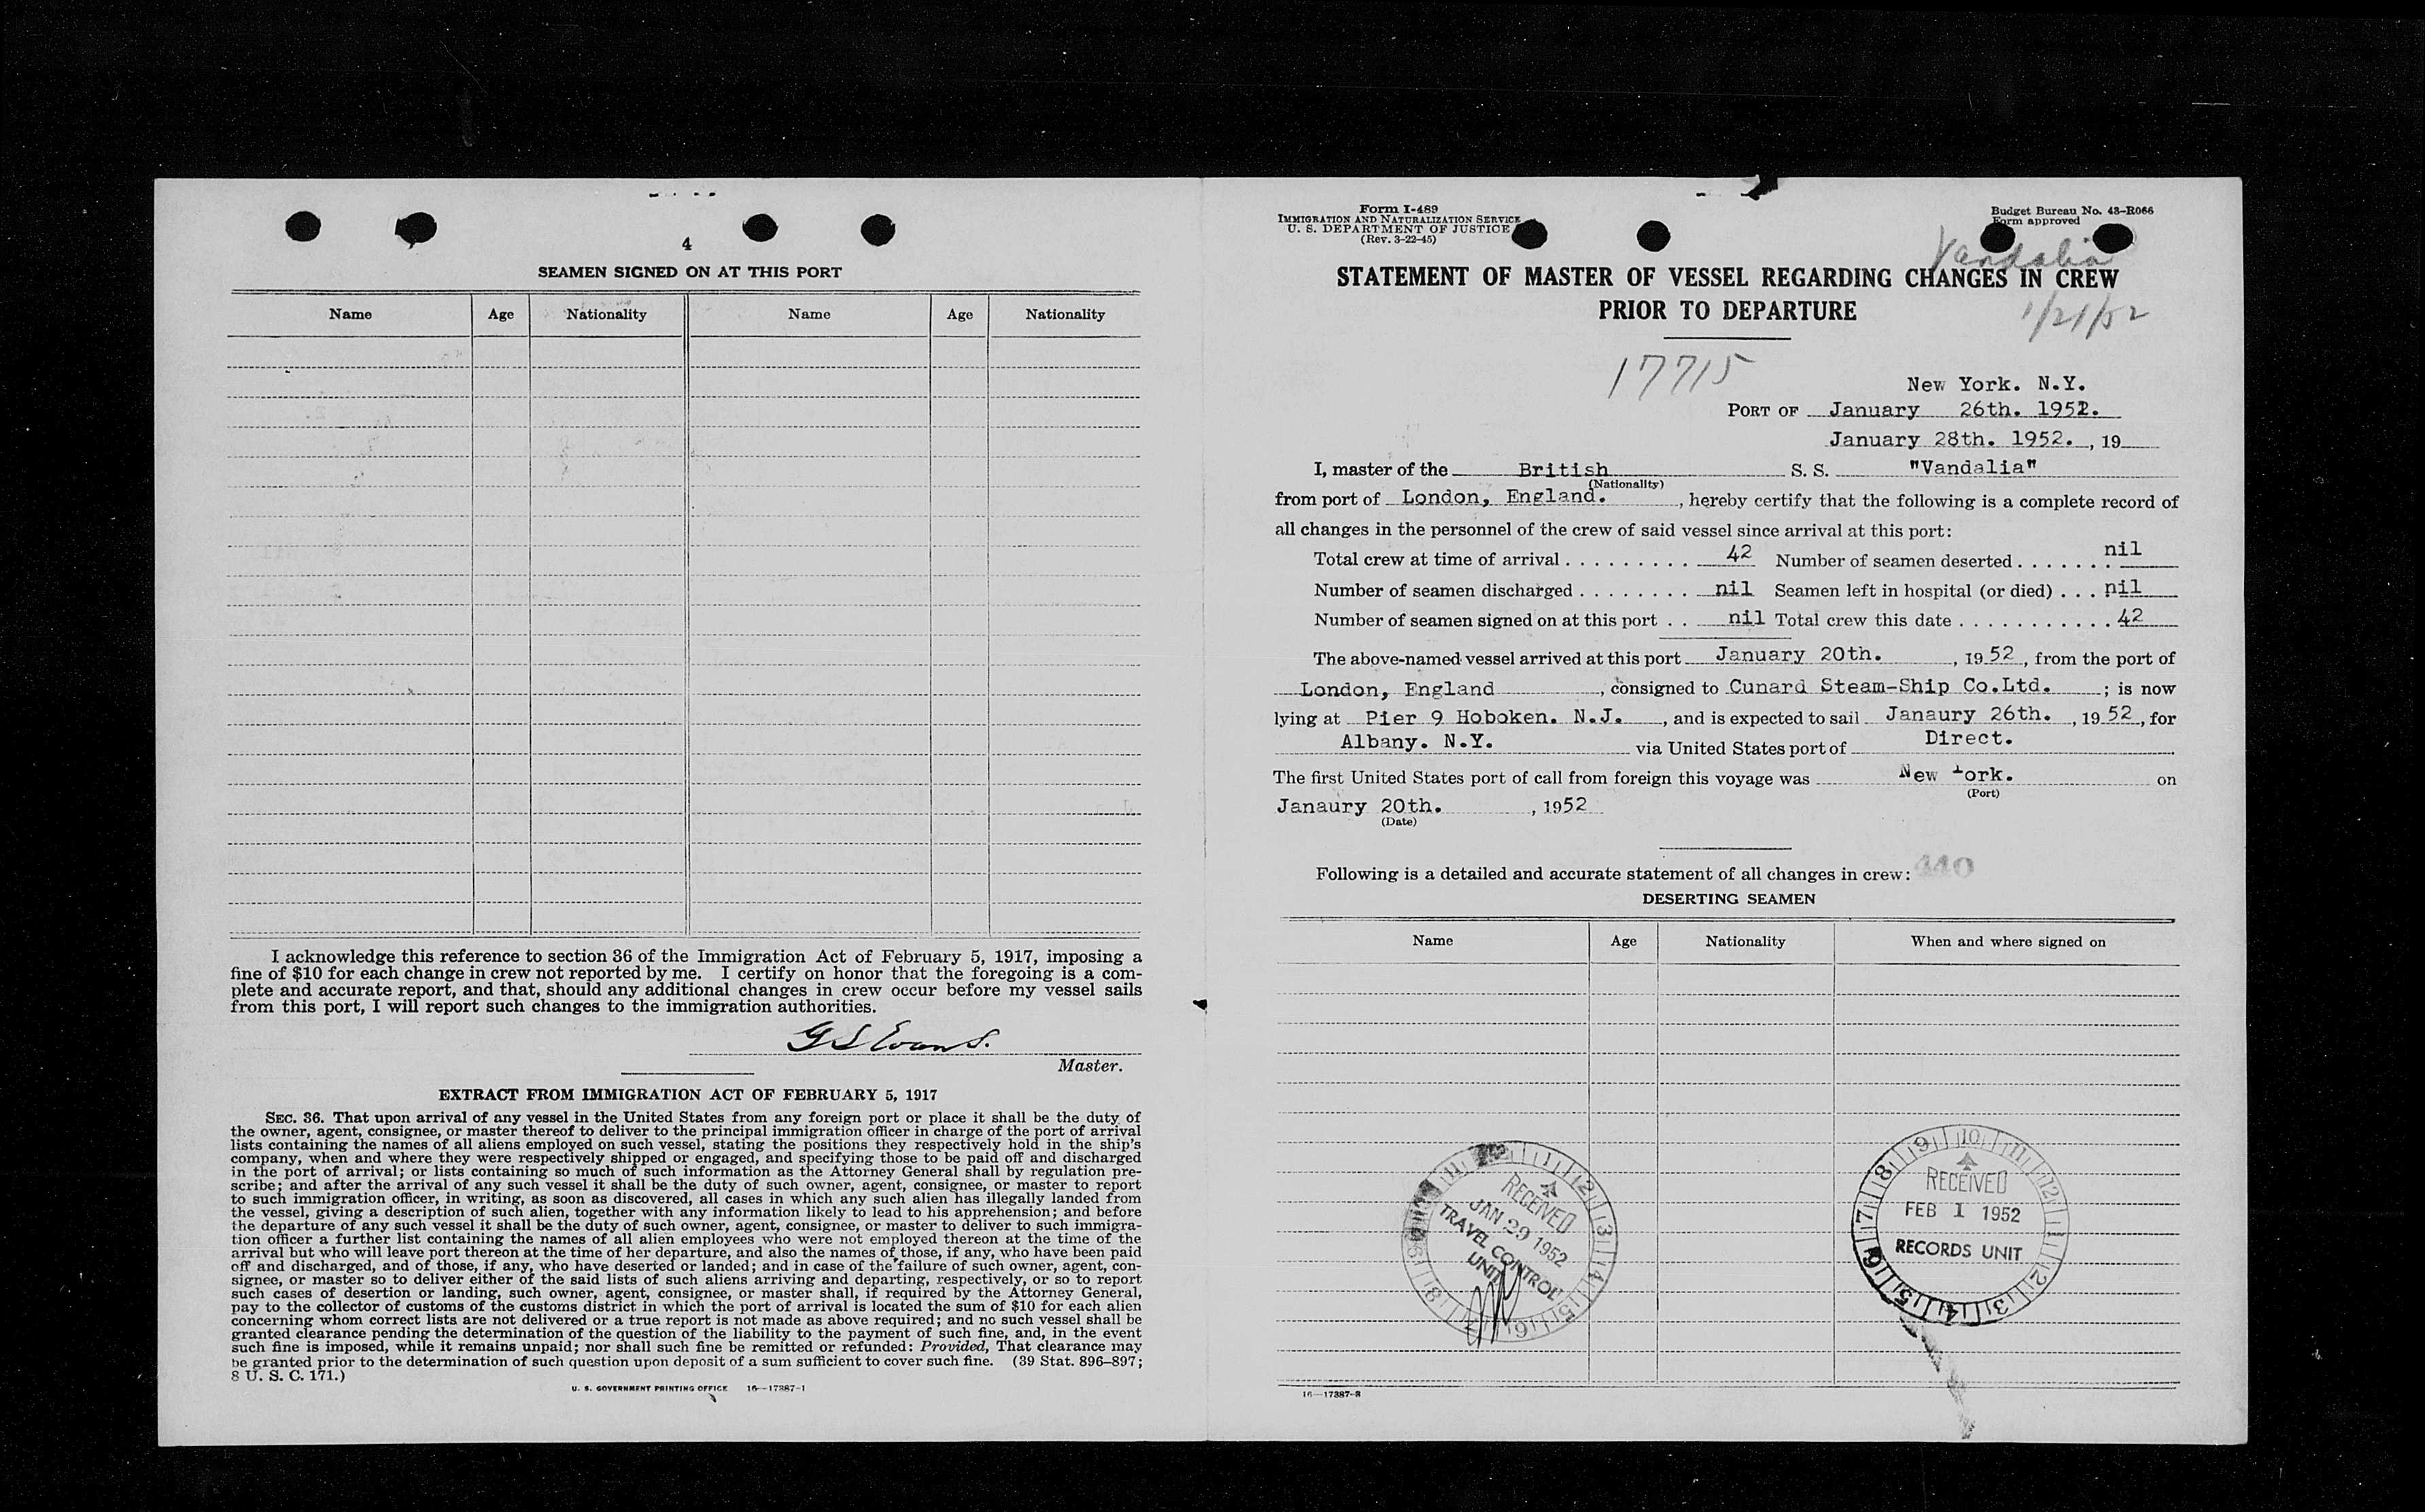 4
SEAMEN SIGNED ON AT THIS PORT
Name Age Nationality Name Age Nationality
I acknowledge this reference to section 36 of the Immigration Act of February 5, 1917, imposing a
fine of $10 for each change in crew not reported by me. I certify on honor that the foregoing is a com-
plete and accurate report, and that, should any additional changes in crew occur before my vessel sails
from this port, I will report such changes to the immigration authorities.
G S Evans.
Master.
EXTRACT FROM IMMIGRATION ACT OF FEBRUARY 5, 1917
SEC. 36. That upon arrival of any vessel in the United States from any foreign port or place it shall be the duty of
the owner, agent, consignee, or master thereof to deliver to the principal immigration officer in charge of the port of arrival
lists containing the names of all aliens employed on such vessel, stating the positions they respectively hold in the ship's
company, when and where they were respectively shipped or engaged, and specifying those to be paid off and discharged
in the port of arrival; or lists containing so much of such information as the Attorney General shall by regulation pre-
scribe; and after the arrival of any such vessel it shall be the duty of such owner, agent, consignee, or master to report
to such immigration officer, in writing, as soon as discovered, all cases in which any such alien has illegally landed from
the vessel, giving a description of such alien, together with any information likely to lead to his apprehension; and before
the departure of any such vessel it shall be the duty of such owner, agent, consignee, or master to deliver to such immigra-
tion officer a further list containing the names of all alien employees who were not employed thereon at the time of the
arrival but who will leave port thereon at the time of her departure, and also the names of those, if any, who have been paid
off and discharged, and of those, if any, who have deserted or landed; and in case of the failure of such owner, agent, con-
signee, or master so to deliver either of the said lists of such aliens arriving and departing, respectively, or so to report
such cases of desertion or landing, such owner, agent, consignee, or master shall, if required by the Attorney General,
pay to the collector of customs of the customs district in which the port of arrival is located the sum of $10 for each alien
concerning whom correct lists are not delivered or a true report is not made as above required; and no such vessel shall be
granted clearance pending the determination of the question of the liability to the payment of such fine, and, in the event
such fine is imposed, while it remains unpaid; nor shall such fine be remitted or refunded: Provided, That clearance may
be granted prior to the determination of such question upon deposit of a sum sufficient to cover such fine. (39 Stat. 896–897;
8 U. S. C. 171.)
U. S. GOVERNMENT PRINTING OFFICE 16—17387-1
Form I-489
IMMIGRATION AND NATURALIZATION SERVICE
U. S. DEPARTMENT OF JUSTICE
(Rev. 3-22-45)
Budget Bureau No. 43-R066
Form approved
Vandalia
STATEMENT OF MASTER OF VESSEL REGARDING CHANGES IN CREW
PRIOR TO DEPARTURE
1/21/52
17715
New York. N.Y.
PORT OF January 26th. 1952.
January 28th. 1952. , 19
I, master of the British S. S. "Vandalia"
(Nationality)
from port of London, England. , hereby certify that the following is a complete record of
all changes in the personnel of the crew of said vessel since arrival at this port:
Total crew at time of arrival . . . . . . . . . 42 Number of seamen deserted . . . . . . . nil
Number of seamen discharged . . . . . . . . nil Seamen left in hospital (or died) . . . nil
Number of seamen signed on at this port . . nil Total crew this date . . . . . . . . . . . 42
The above-named vessel arrived at this port January 20th. , 19 52 , from the port of
London, England , consigned to Cunard Steam-Ship Co.Ltd. ; is now
lying at Pier 9 Hoboken. N.J. , and is expected to sail Janaury 26th. , 19 52 , for
Albany. N.Y. via United States port of Direct.
The first United States port of call from foreign this voyage was New York. on
(Port)
Janaury 20th. , 1952
(Date)
Following is a detailed and accurate statement of all changes in crew: 440
DESERTING SEAMEN
Name Age Nationality When and where signed on
RECEIVED
JAN 29 1952
TRAVEL CONTROL
UNIT
RECEIVED
FEB 1 1952
RECORDS UNIT
16—17387-2